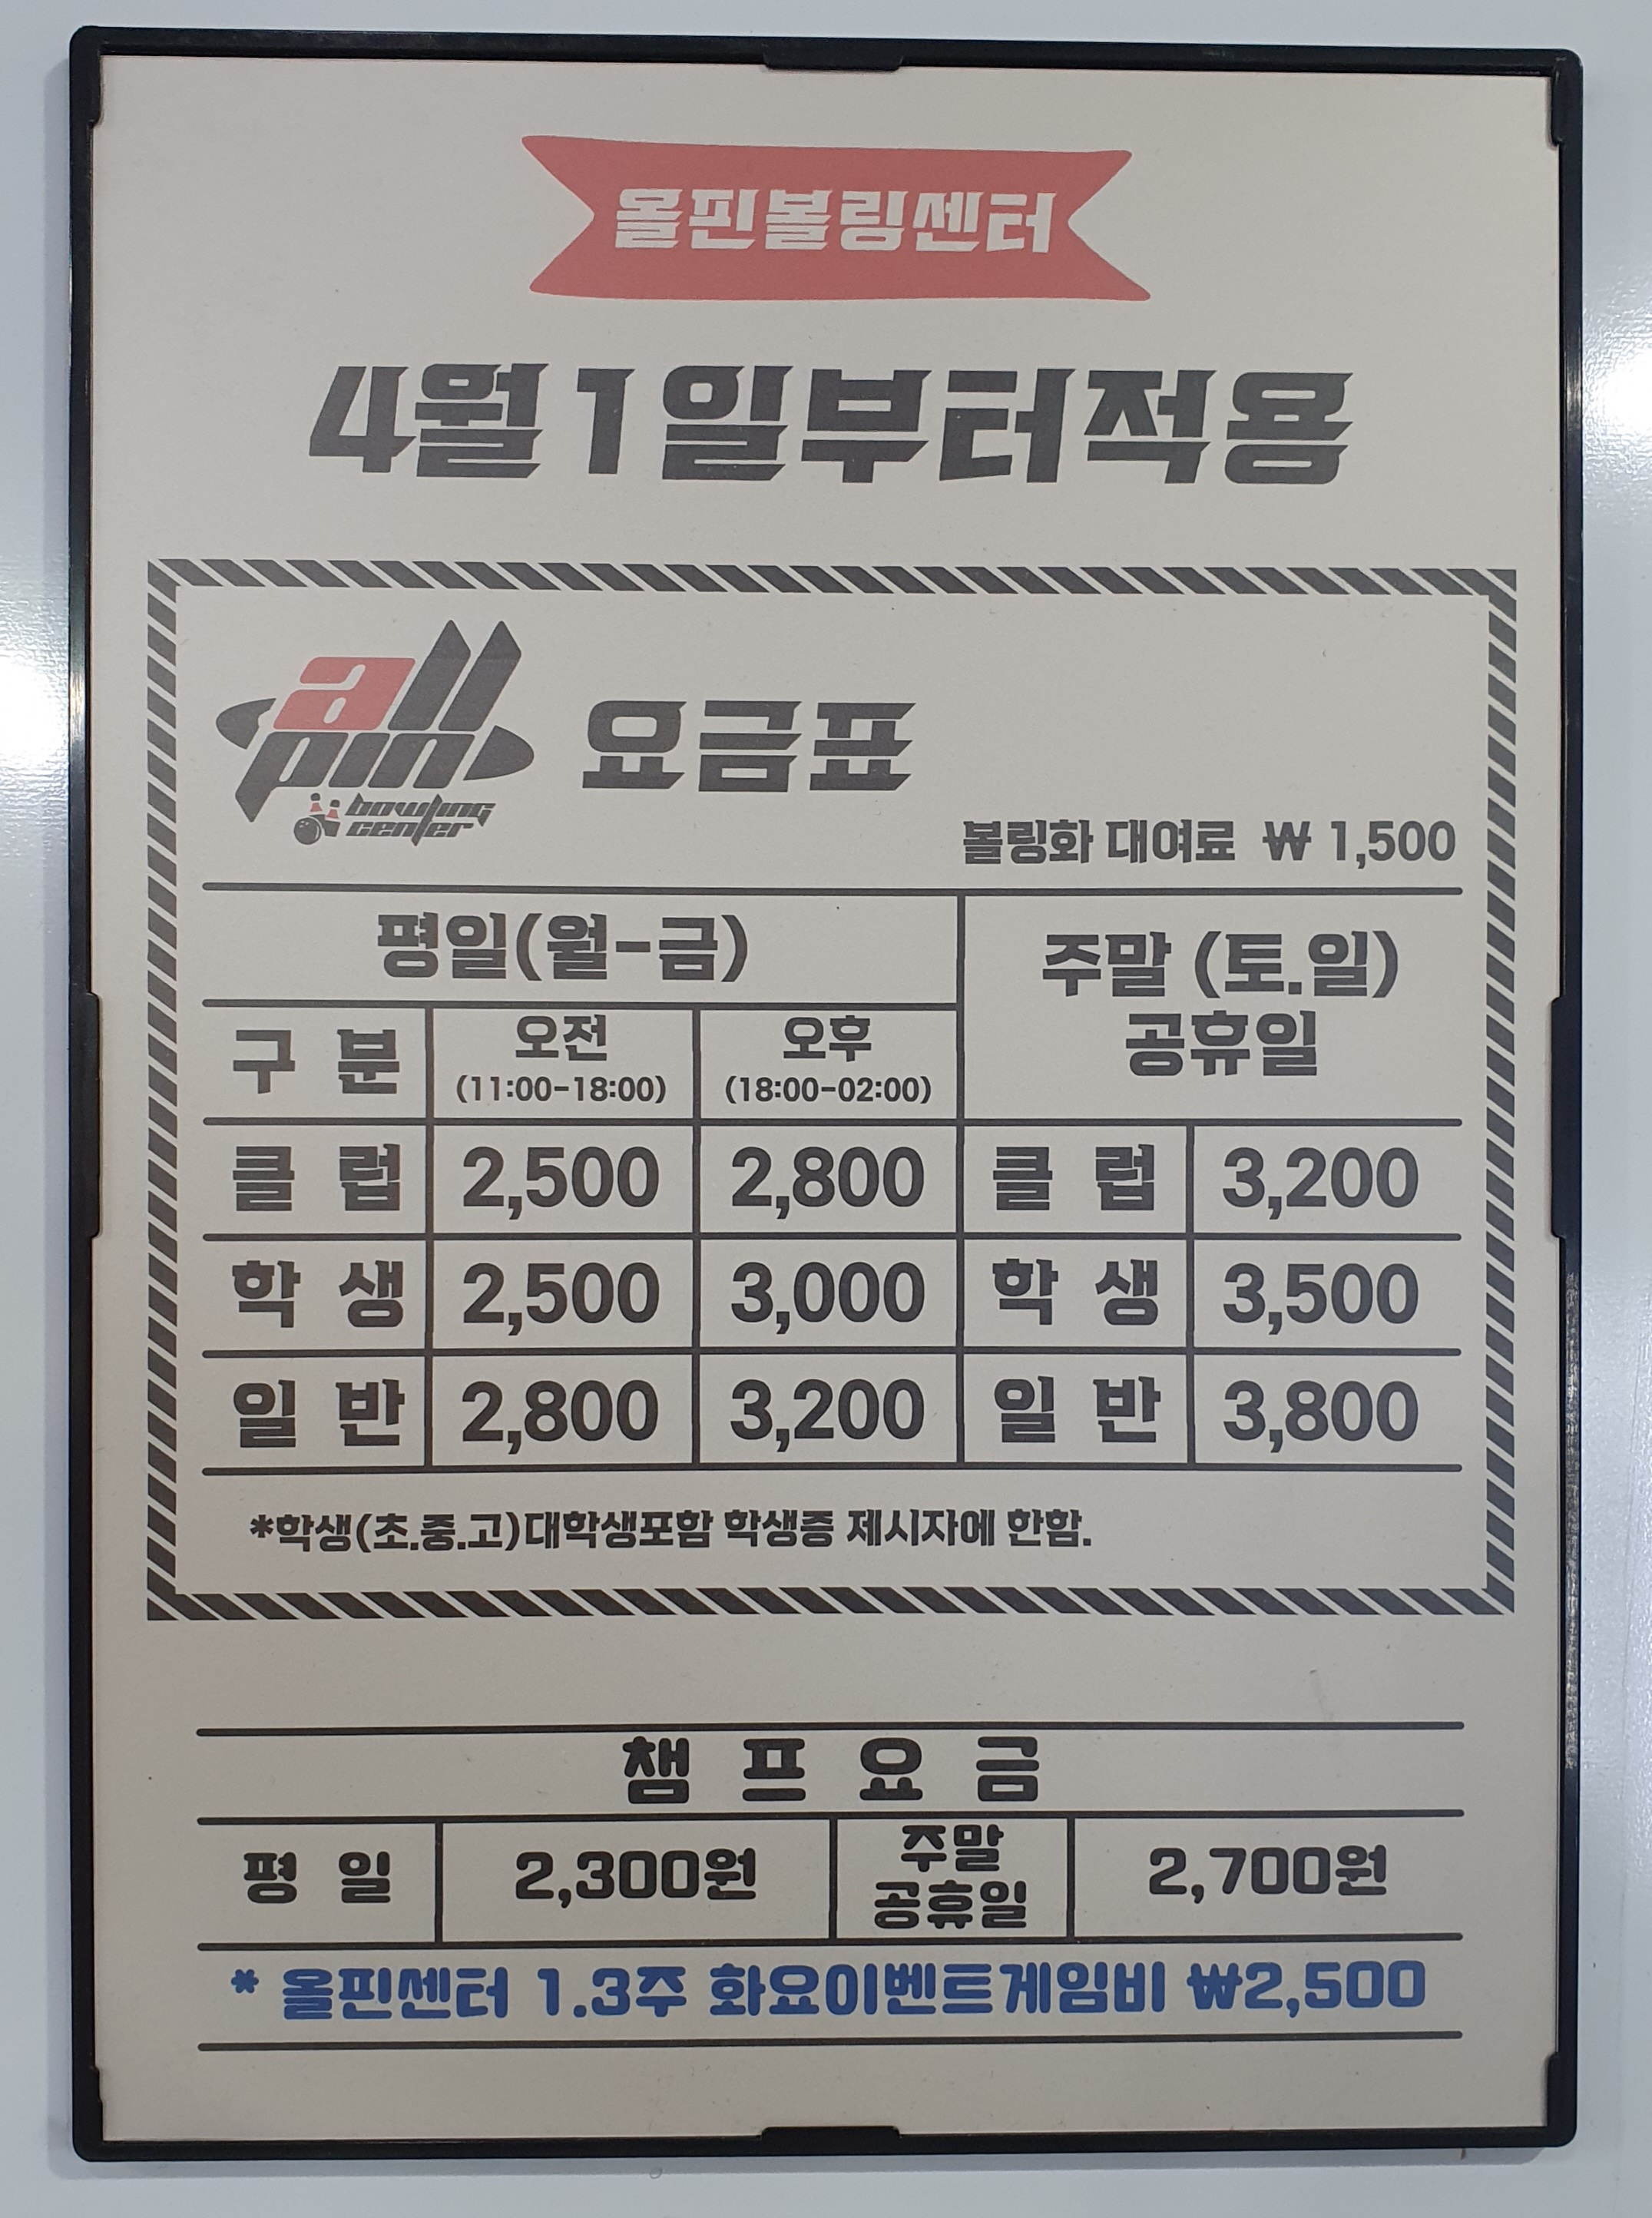 올핀볼링센터
4월1일부터적용
all
pin
bowling
center
요금표
볼링화 대여료 ₩ 1,500
평일(월-금)
주말 (토.일)
공휴일
구 분
오전
(11:00-18:00)
오후
(18:00-02:00)
클 럽 2,500 2,800 클 럽 3,200
학 생 2,500 3,000 학 생 3,500
일 반 2,800 3,200 일 반 3,800
*학생(초.중.고)대학생포함 학생증 제시자에 한함.
챔 프 요 금
평 일 2,300원
주말
공휴일
2,700원
* 올핀센터 1.3주 화요이벤트게임비 ₩2,500